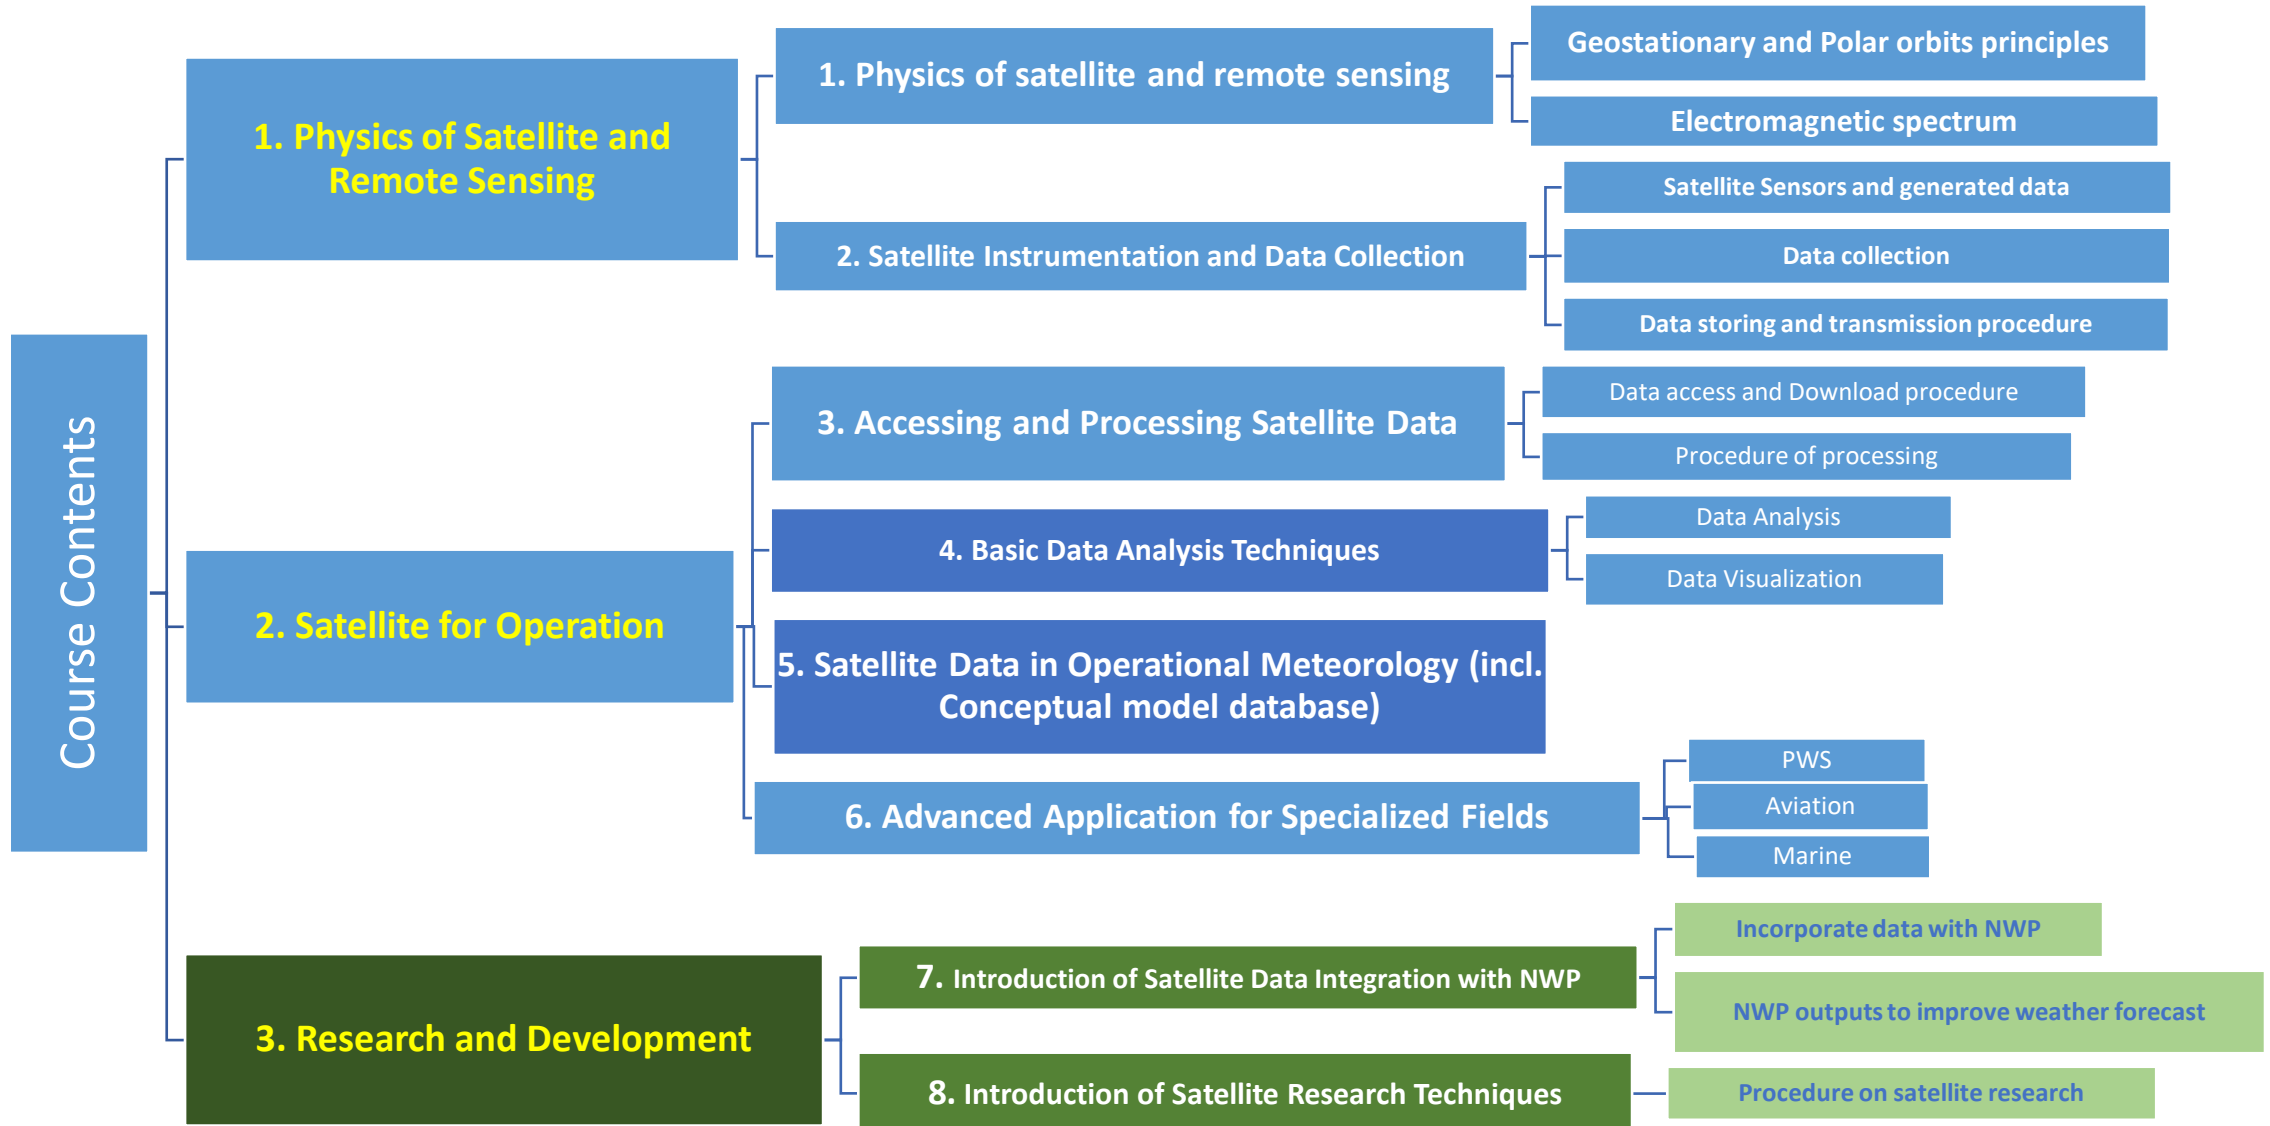 Course Contents
1. Physics of Satellite and
Remote Sensing
1. Physics of satellite and remote sensing
Geostationary and Polar orbits principles
Electromagnetic spectrum
2. Satellite Instrumentation and Data Collection
Satellite Sensors and generated data
Data collection
Data storing and transmission procedure
2. Satellite for Operation
3. Accessing and Processing Satellite Data
Data access and Download procedure
Procedure of processing
4. Basic Data Analysis Techniques
Data Analysis
Data Visualization
5. Satellite Data in Operational Meteorology (incl.
Conceptual model database)
6. Advanced Application for Specialized Fields
PWS
Aviation
Marine
3. Research and Development
7. Introduction of Satellite Data Integration with NWP
Incorporate data with NWP
NWP outputs to improve weather forecast
8. Introduction of Satellite Research Techniques
Procedure on satellite research